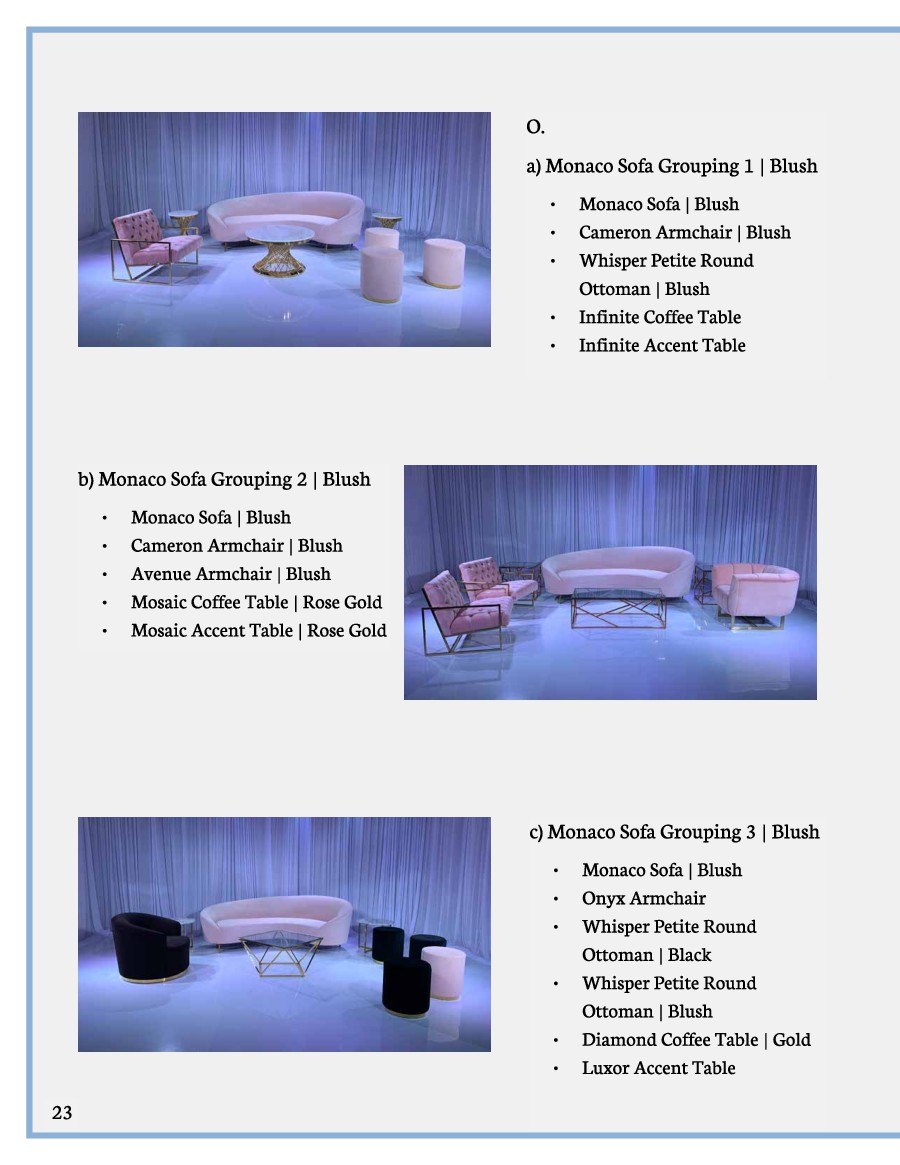 O.
a) Monaco Sofa Grouping 1 | Blush
• Monaco Sofa | Blush
• Cameron Armchair | Blush
• Whisper Petite Round
Ottoman | Blush
• Infinite Coffee Table
• Infinite Accent Table
b) Monaco Sofa Grouping 2 | Blush
• Monaco Sofa | Blush
• Cameron Armchair | Blush
• Avenue Armchair | Blush
• Mosaic Coffee Table | Rose Gold
• Mosaic Accent Table | Rose Gold
c) Monaco Sofa Grouping 3 | Blush
• Monaco Sofa | Blush
• Onyx Armchair
• Whisper Petite Round
Ottoman | Black
• Whisper Petite Round
Ottoman | Blush
• Diamond Coffee Table | Gold
• Luxor Accent Table
23